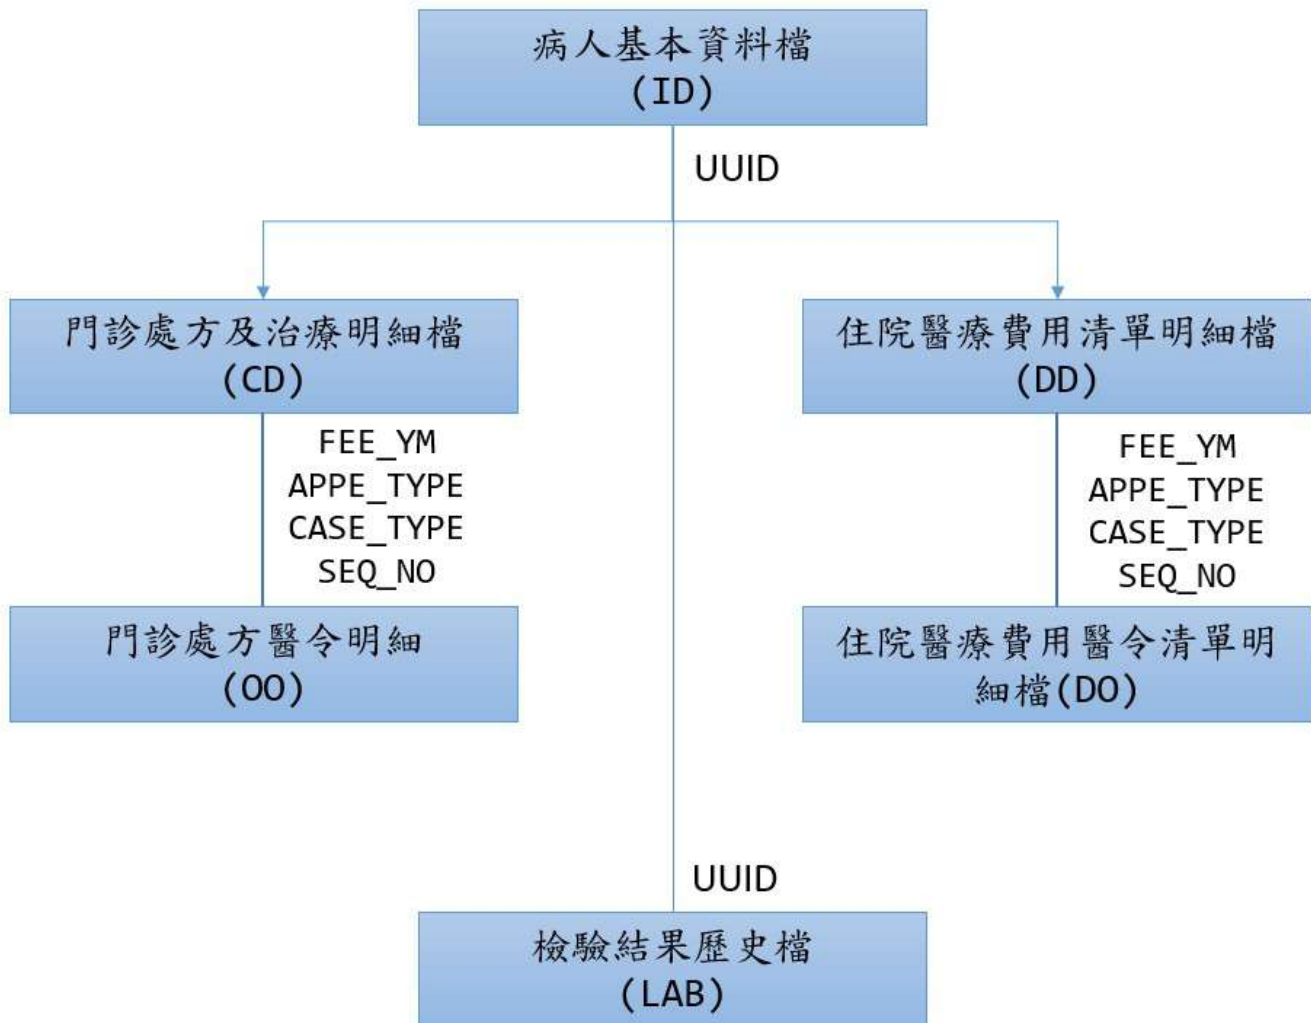 病人基本資料檔
(ID)
UUID
門診處方及治療明細檔
(CD)
住院醫療費用清單明細檔
(DD)
FEE_YM
APPE_TYPE
CASE_TYPE
SEQ_NO
FEE_YM
APPE_TYPE
CASE_TYPE
SEQ_NO
門診處方醫令明細
(OO)
住院醫療費用醫令清單明
細檔(DO)
UUID
檢驗結果歷史檔
(LAB)